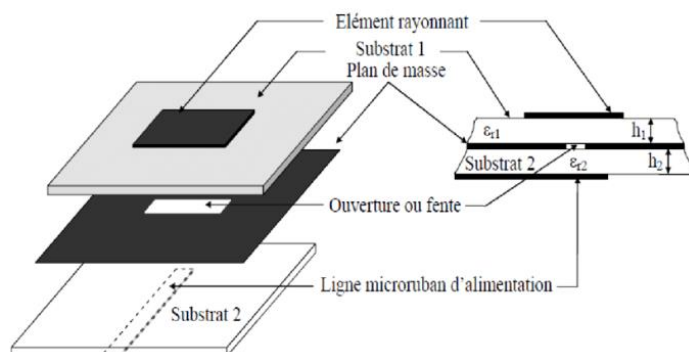 Elément rayonnant
Substrat 1
Plan de masse
εr1
h1
Substrat 2
εr2
h2
Ouverture ou fente
Ligne microruban d'alimentation
Substrat 2